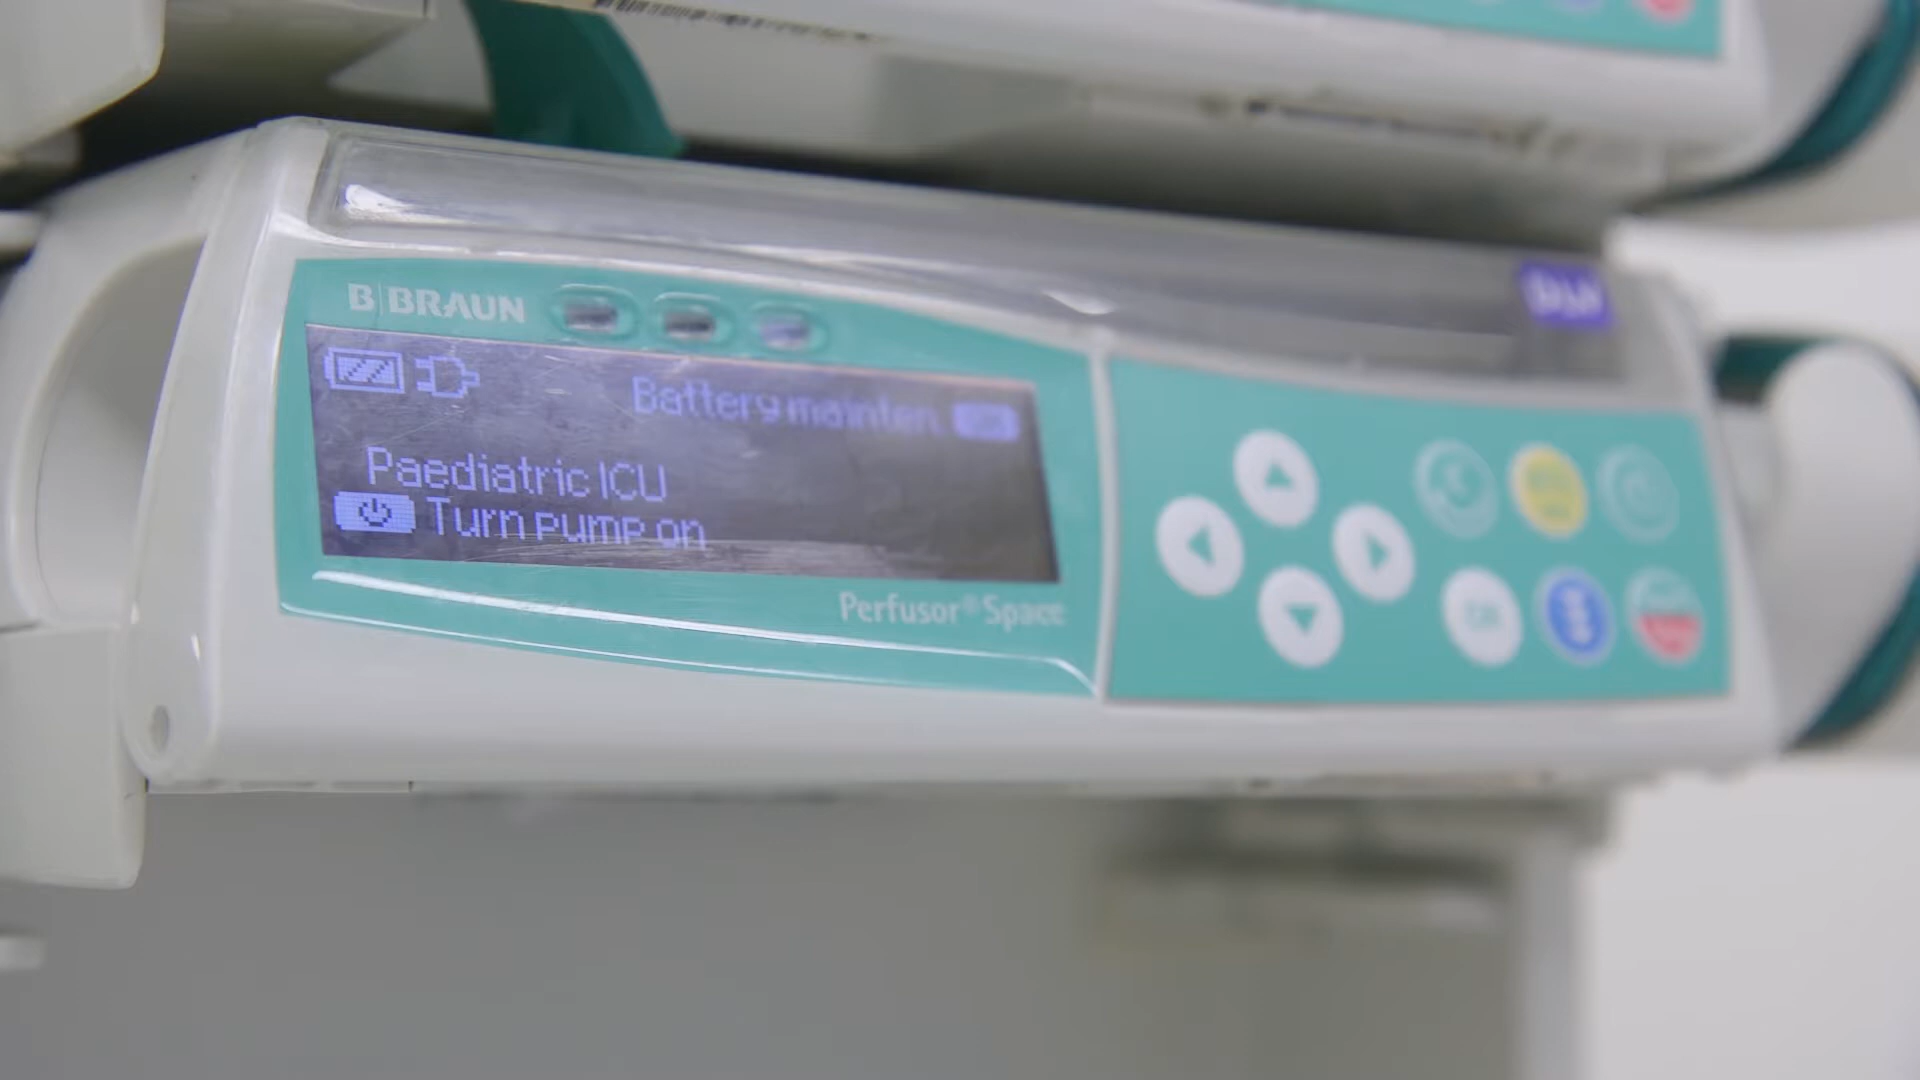 B|BRAUN
Battery mainten.
Paediatric ICU
Turn pump on
Perfusor® Space